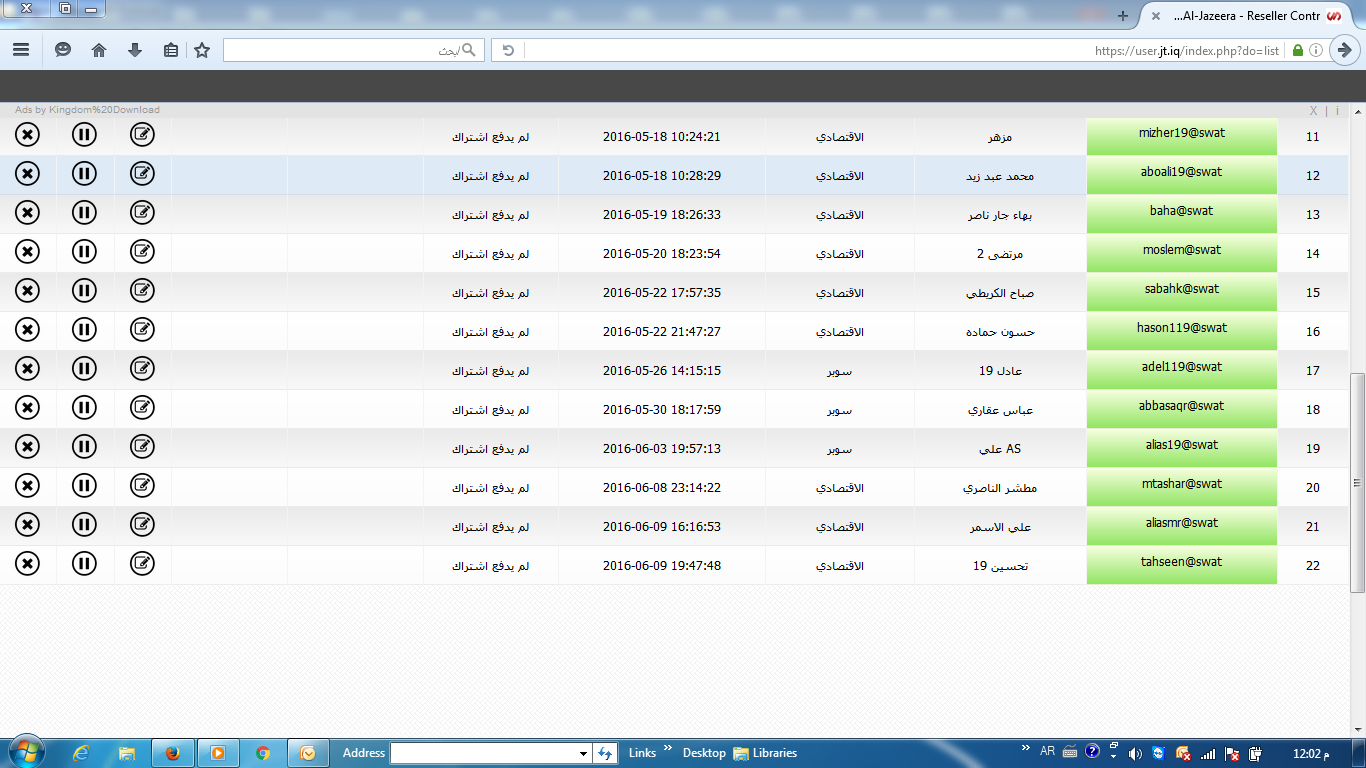 Al-Jazeera - Reseller Contr...
https://user.jt.iq/index.php?do=list
ابحث
Ads by Kingdom%20Download
X | i
11 mizher19@swat مزهر الاقتصادي 2016-05-18 10:24:21 لم يدفع اشتراك
12 aboali19@swat محمد عبد زيد الاقتصادي 2016-05-18 10:28:29 لم يدفع اشتراك
13 baha@swat بهاء جار ناصر الاقتصادي 2016-05-19 18:26:33 لم يدفع اشتراك
14 moslem@swat مرتضى 2 الاقتصادي 2016-05-20 18:23:54 لم يدفع اشتراك
15 sabahk@swat صباح الكريطي الاقتصادي 2016-05-22 17:57:35 لم يدفع اشتراك
16 hason119@swat حسون حماده الاقتصادي 2016-05-22 21:47:27 لم يدفع اشتراك
17 adel119@swat عادل 19 سوبر 2016-05-26 14:15:15 لم يدفع اشتراك
18 abbasaqr@swat عباس عقاري سوبر 2016-05-30 18:17:59 لم يدفع اشتراك
19 alias19@swat علي AS سوبر 2016-06-03 19:57:13 لم يدفع اشتراك
20 mtashar@swat مطشر الناصري الاقتصادي 2016-06-08 23:14:22 لم يدفع اشتراك
21 aliasmr@swat علي الاسمر الاقتصادي 2016-06-09 16:16:53 لم يدفع اشتراك
22 tahseen@swat تحسين 19 الاقتصادي 2016-06-09 19:47:48 لم يدفع اشتراك
Address Links » Desktop Libraries » AR 12:02 م